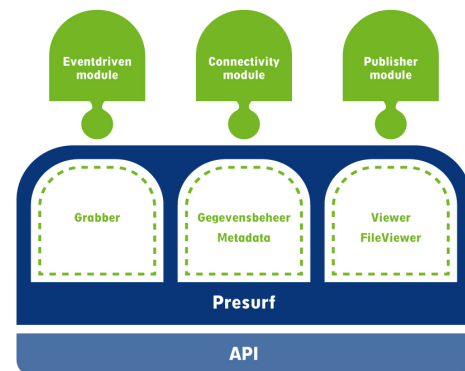 Eventdriven
module
Connectivity
module
Publisher
module
Grabber
Gegevensbeheer
Metadata
Viewer
FileViewer
Presurf
API